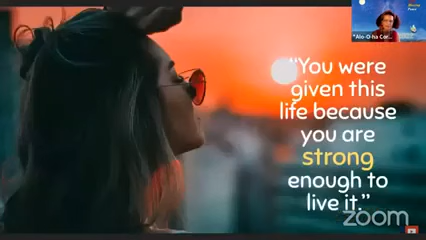 "You were
given this
life because
you are
strong
enough to
live it."
zoom